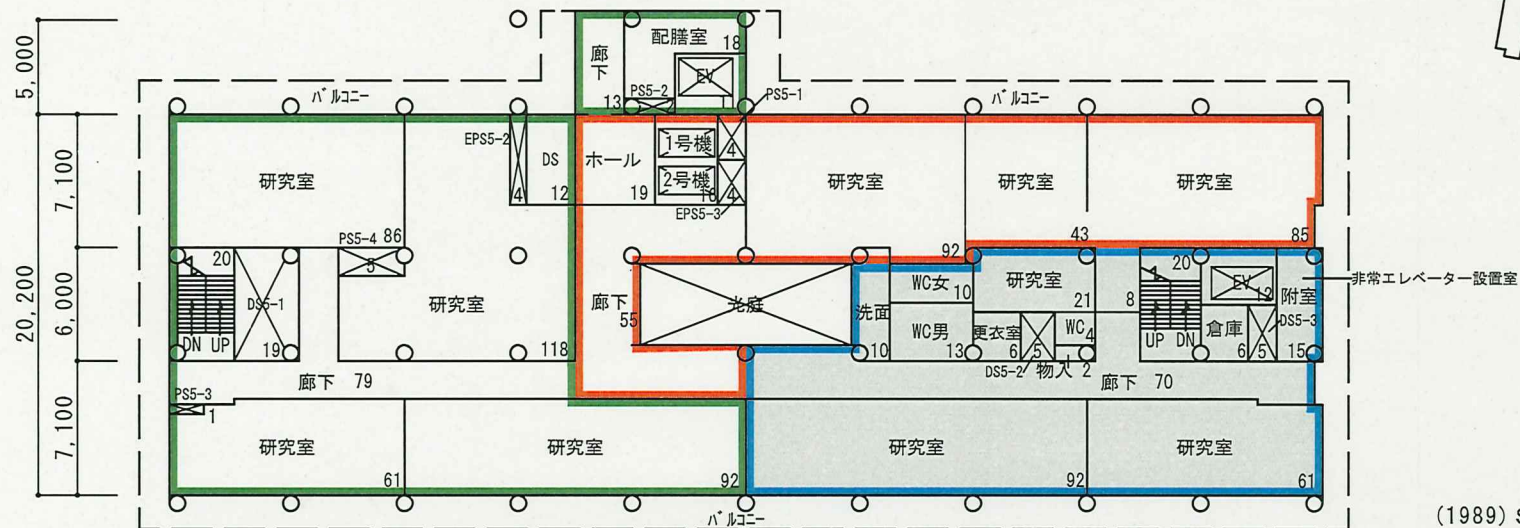 5,000
配膳室
18
廊下
EV
PS5-2
13
11
PS5-1
バルコニー
バルコニー
EPS5-2
DS
ホール
1号機
4
7,100
研究室
2号機
研究室
研究室
研究室
4
12
19
4
EPS5-3
PS5-4
86
92
43
85
20
5
20,200
6,000
DS5-1
研究室
廊下
55
光庭
洗面
WC女
10
研究室
21
8
20
EV
12
附室
非常エレベーター設置室
WC男
更衣室
WC
4
倉庫
DS5-3
DN UP
19
118
10
13
6
5
UP DN
6
5
15
DS5-2
物入 2
PS5-3
廊下 79
廊下 70
1
7,100
研究室
研究室
研究室
研究室
61
92
92
61
バルコニー
(1989)